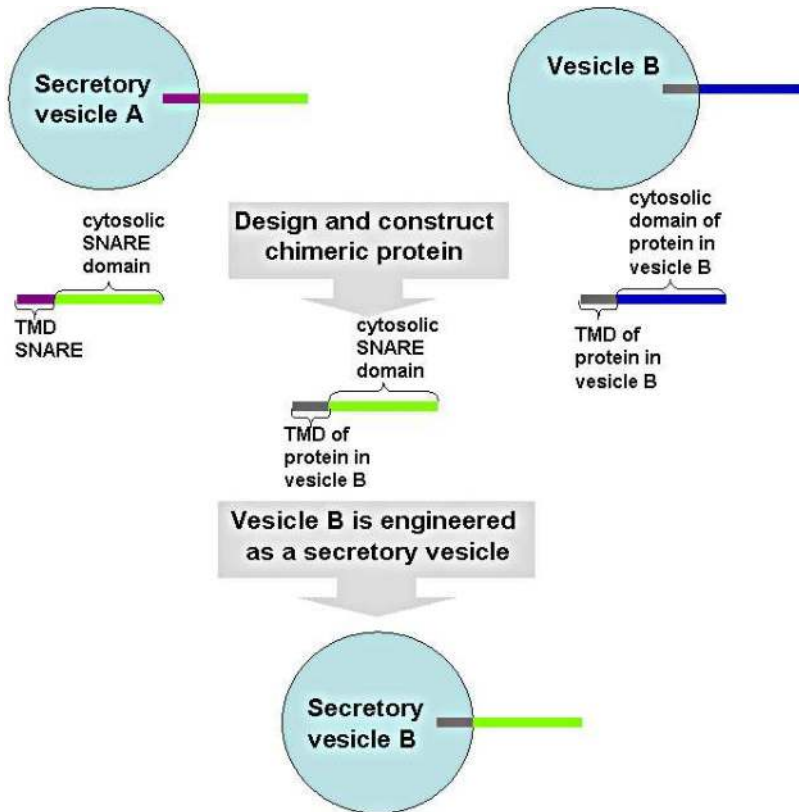 Secretory
vesicle A
Vesicle B
cytosolic
SNARE
domain
TMD
SNARE
Design and construct
chimeric protein
cytosolic
domain of
protein in
vesicle B
TMD of
protein in
vesicle B
cytosolic
SNARE
domain
TMD of
protein in
vesicle B
Vesicle B is engineered
as a secretory vesicle
Secretory
vesicle B